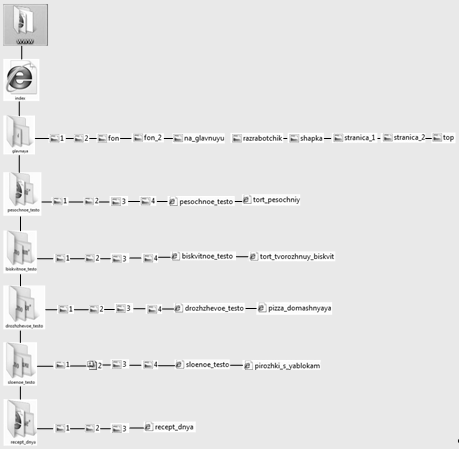 www
index
glavnaya
1 2 fon fon_2 na_glavnuyu razrabotchik shapka stranica_1 stranica_2 top
pesochnoe_testo
1 2 3 4 pesochnoe_testo tort_pesochniy
biskvitnoe_testo
1 2 3 4 biskvitnoe_testo tort_tvorozhnuy_biskvit
drozhzhevoe_testo
1 2 3 4 drozhzhevoe_testo pizza_domashnyaya
sloenoe_testo
1 2 3 4 sloenoe_testo pirozhki_s_yablokam
recept_dnya
1 2 3 recept_dnya